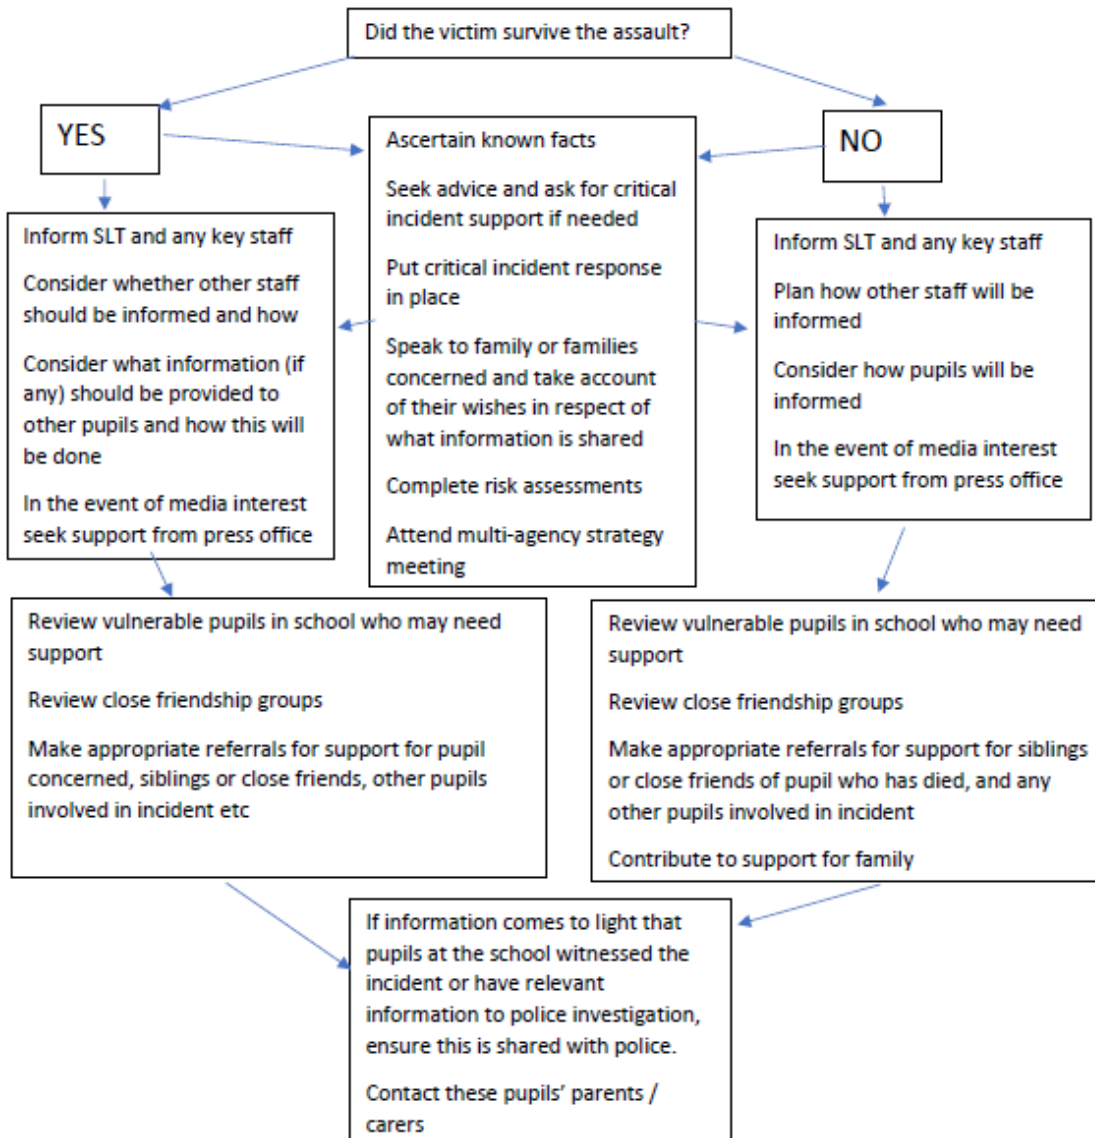 Did the victim survive the assault?
YES
NO
Ascertain known facts
Seek advice and ask for critical
incident support if needed
Put critical incident response
in place
Speak to family or families
concerned and take account
of their wishes in respect of
what information is shared
Complete risk assessments
Attend multi-agency strategy
meeting
Inform SLT and any key staff
Consider whether other staff
should be informed and how
Consider what information (if
any) should be provided to
other pupils and how this will
be done
In the event of media interest
seek support from press office
Inform SLT and any key staff
Plan how other staff will be
informed
Consider how pupils will be
informed
In the event of media interest
seek support from press office
Review vulnerable pupils in school who may need
support
Review close friendship groups
Make appropriate referrals for support for pupil
concerned, siblings or close friends, other pupils
involved in incident etc
Review vulnerable pupils in school who may need
support
Review close friendship groups
Make appropriate referrals for support for siblings
or close friends of pupil who has died, and any
other pupils involved in incident
Contribute to support for family
If information comes to light that
pupils at the school witnessed the
incident or have relevant
information to police investigation,
ensure this is shared with police.
Contact these pupils' parents /
carers